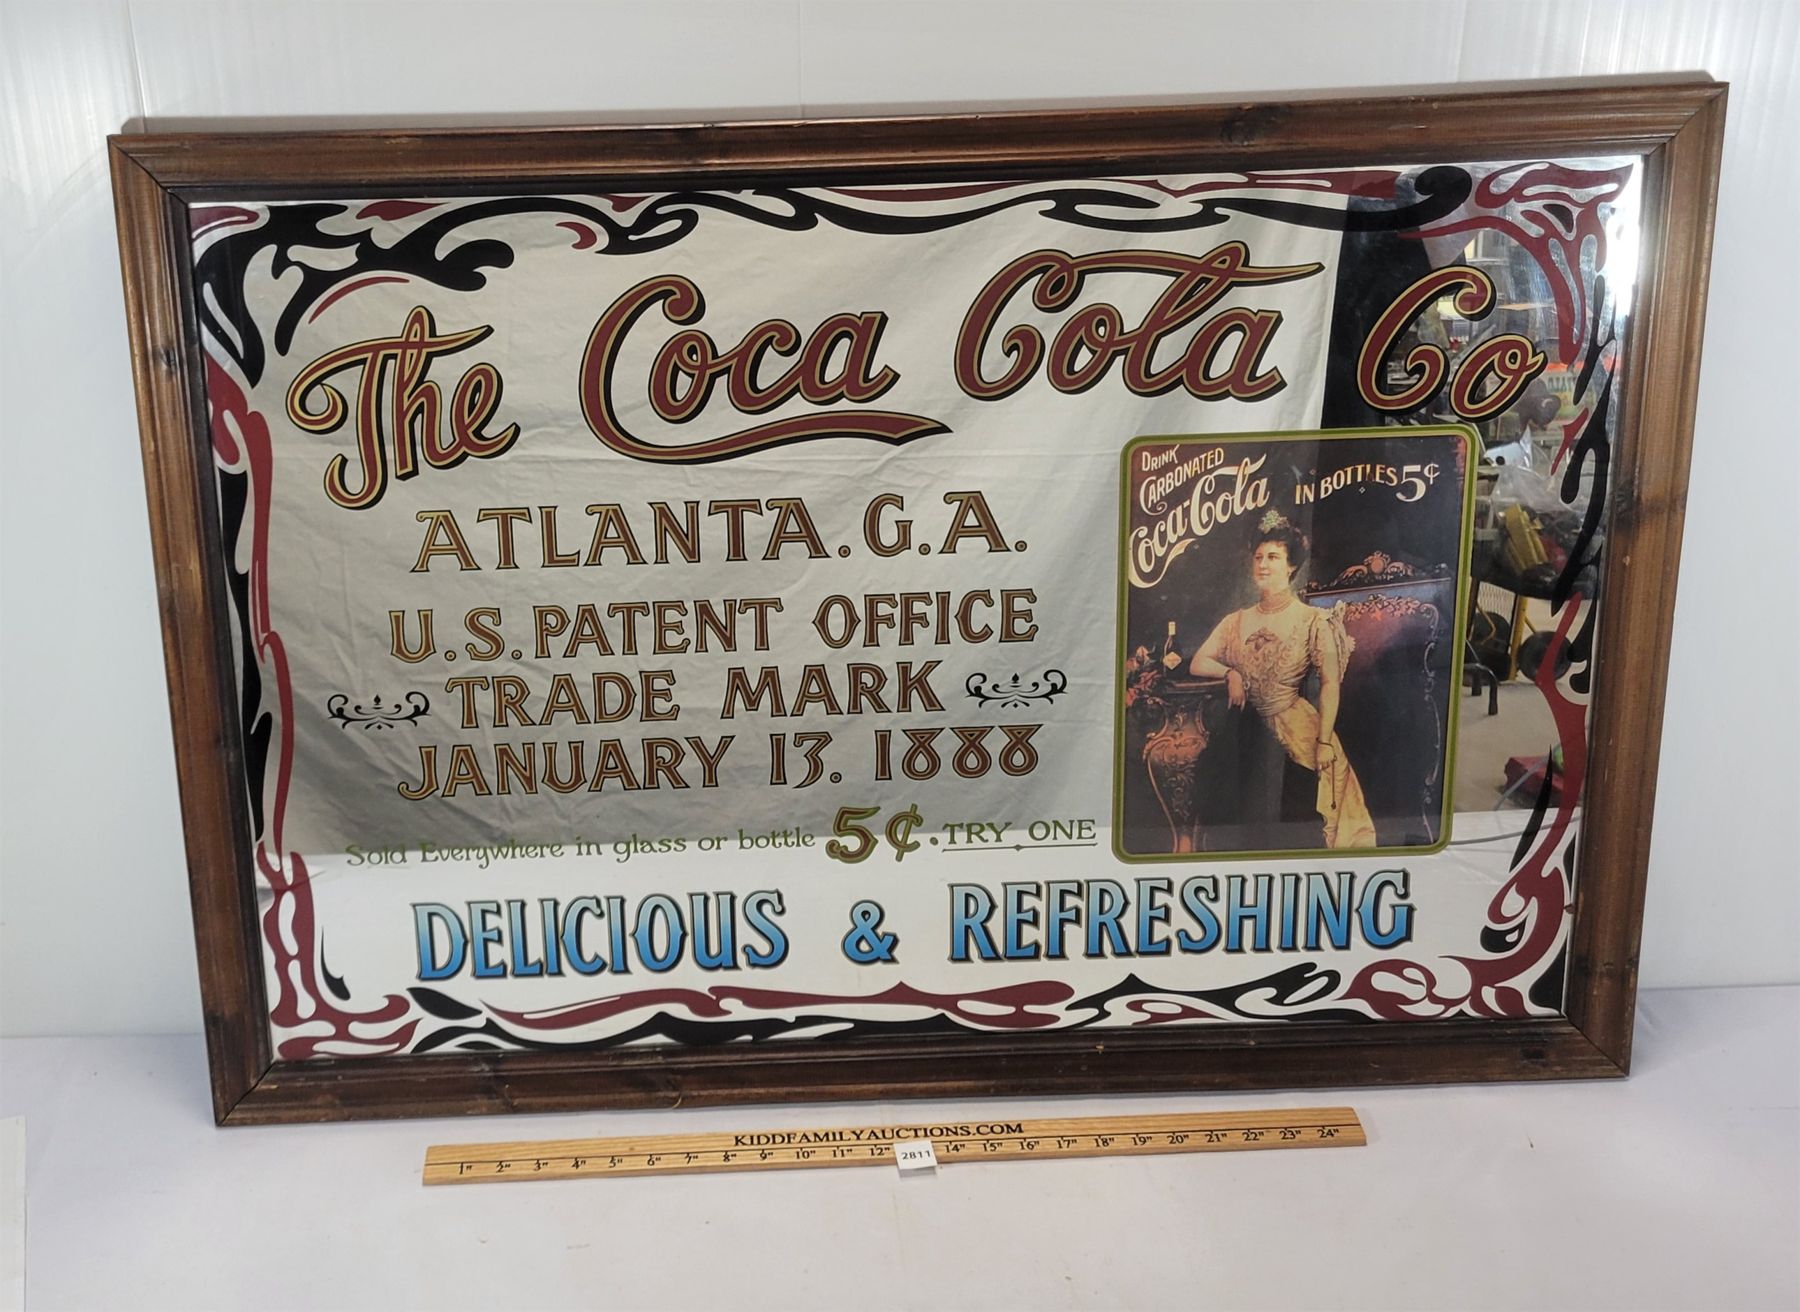 The Coca Cola Co
ATLANTA. G.A.
U.S. PATENT OFFICE
TRADE MARK
JANUARY 13. 1888
Sold Everywhere in glass or bottle 5¢. TRY ONE
DELICIOUS & REFRESHING
DRINK
CARBONATED
Coca-Cola
IN BOTTLES 5¢
KIDDFAMILYAUCTIONS.COM
1" 2" 3" 4" 5" 6" 7" 8" 9" 10" 11" 12" 14" 15" 16" 17" 18" 19" 20" 21" 22" 23" 24"
2811